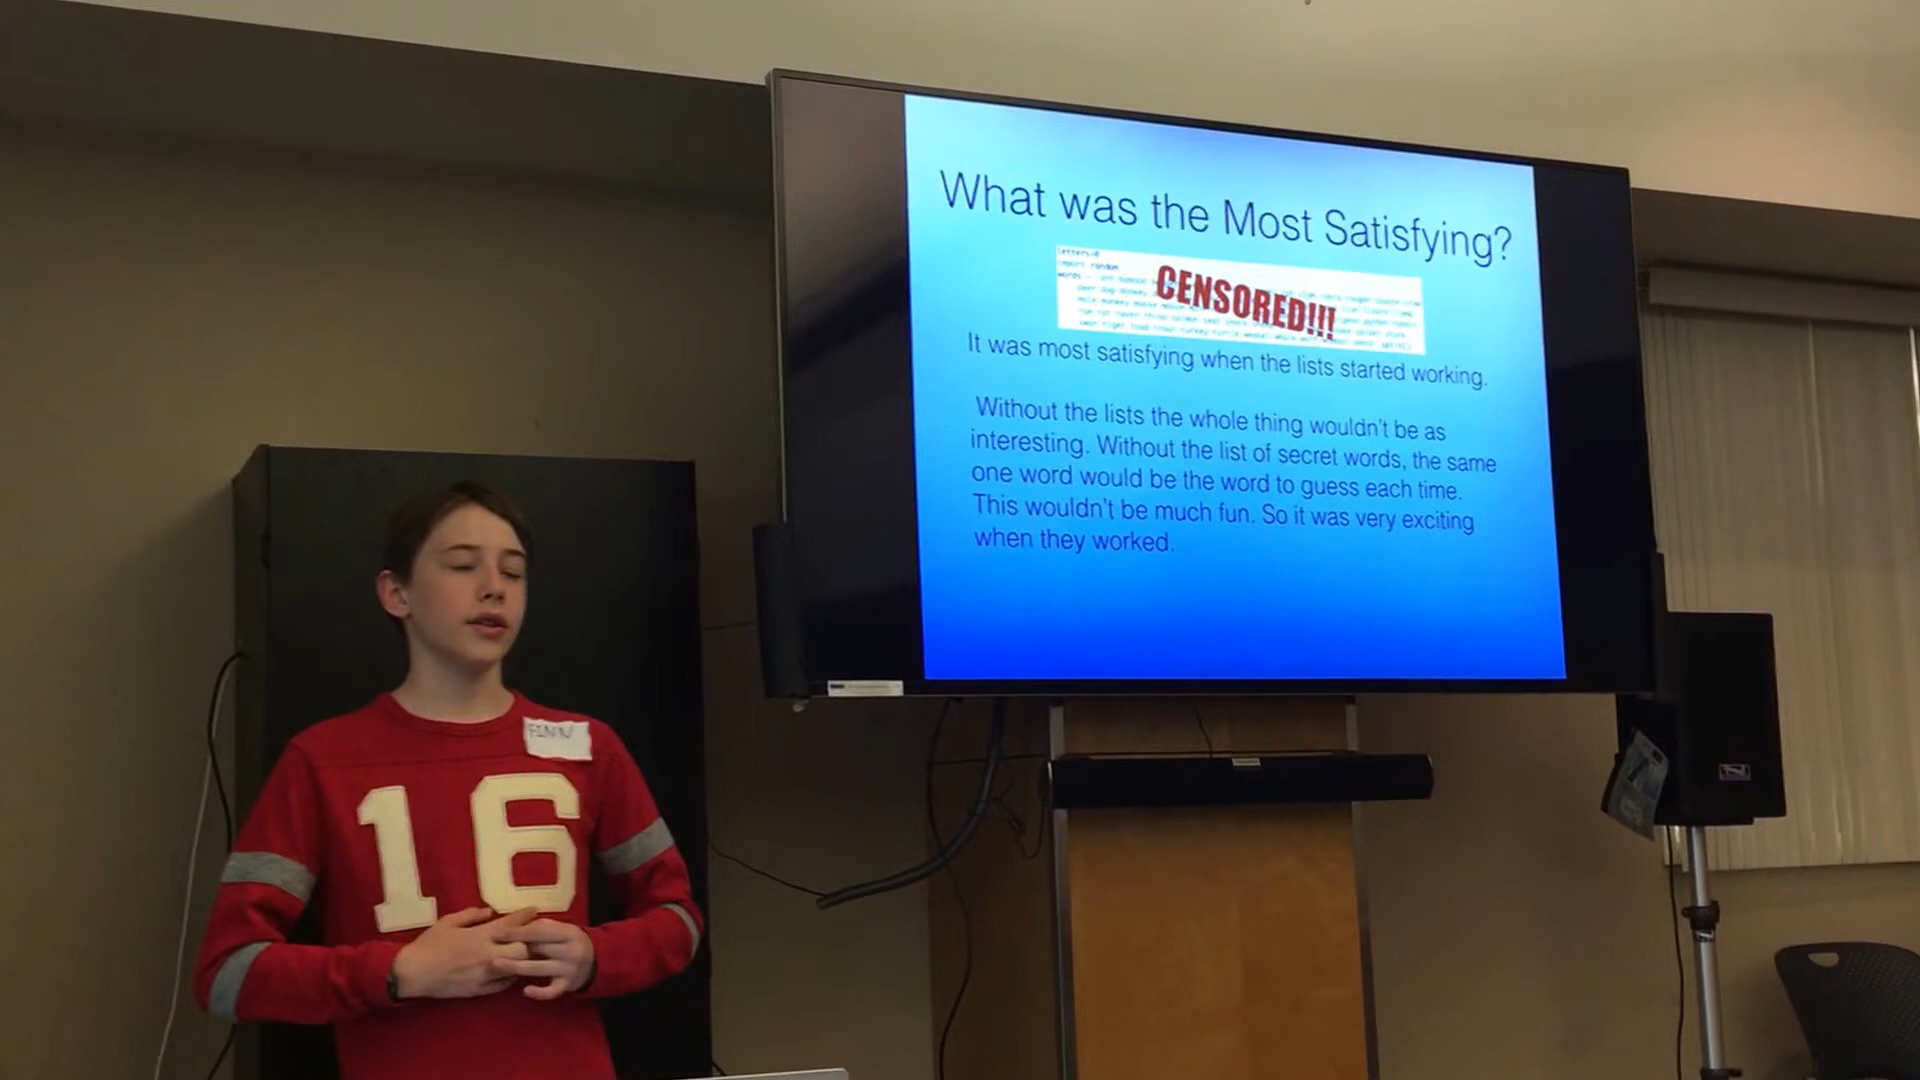 What was the Most Satisfying?
import random
CENSORED!!!
It was most satisfying when the lists started working.
Without the lists the whole thing wouldn't be as
interesting. Without the list of secret words, the same
one word would be the word to guess each time.
This wouldn't be much fun. So it was very exciting
when they worked.
FINN
16